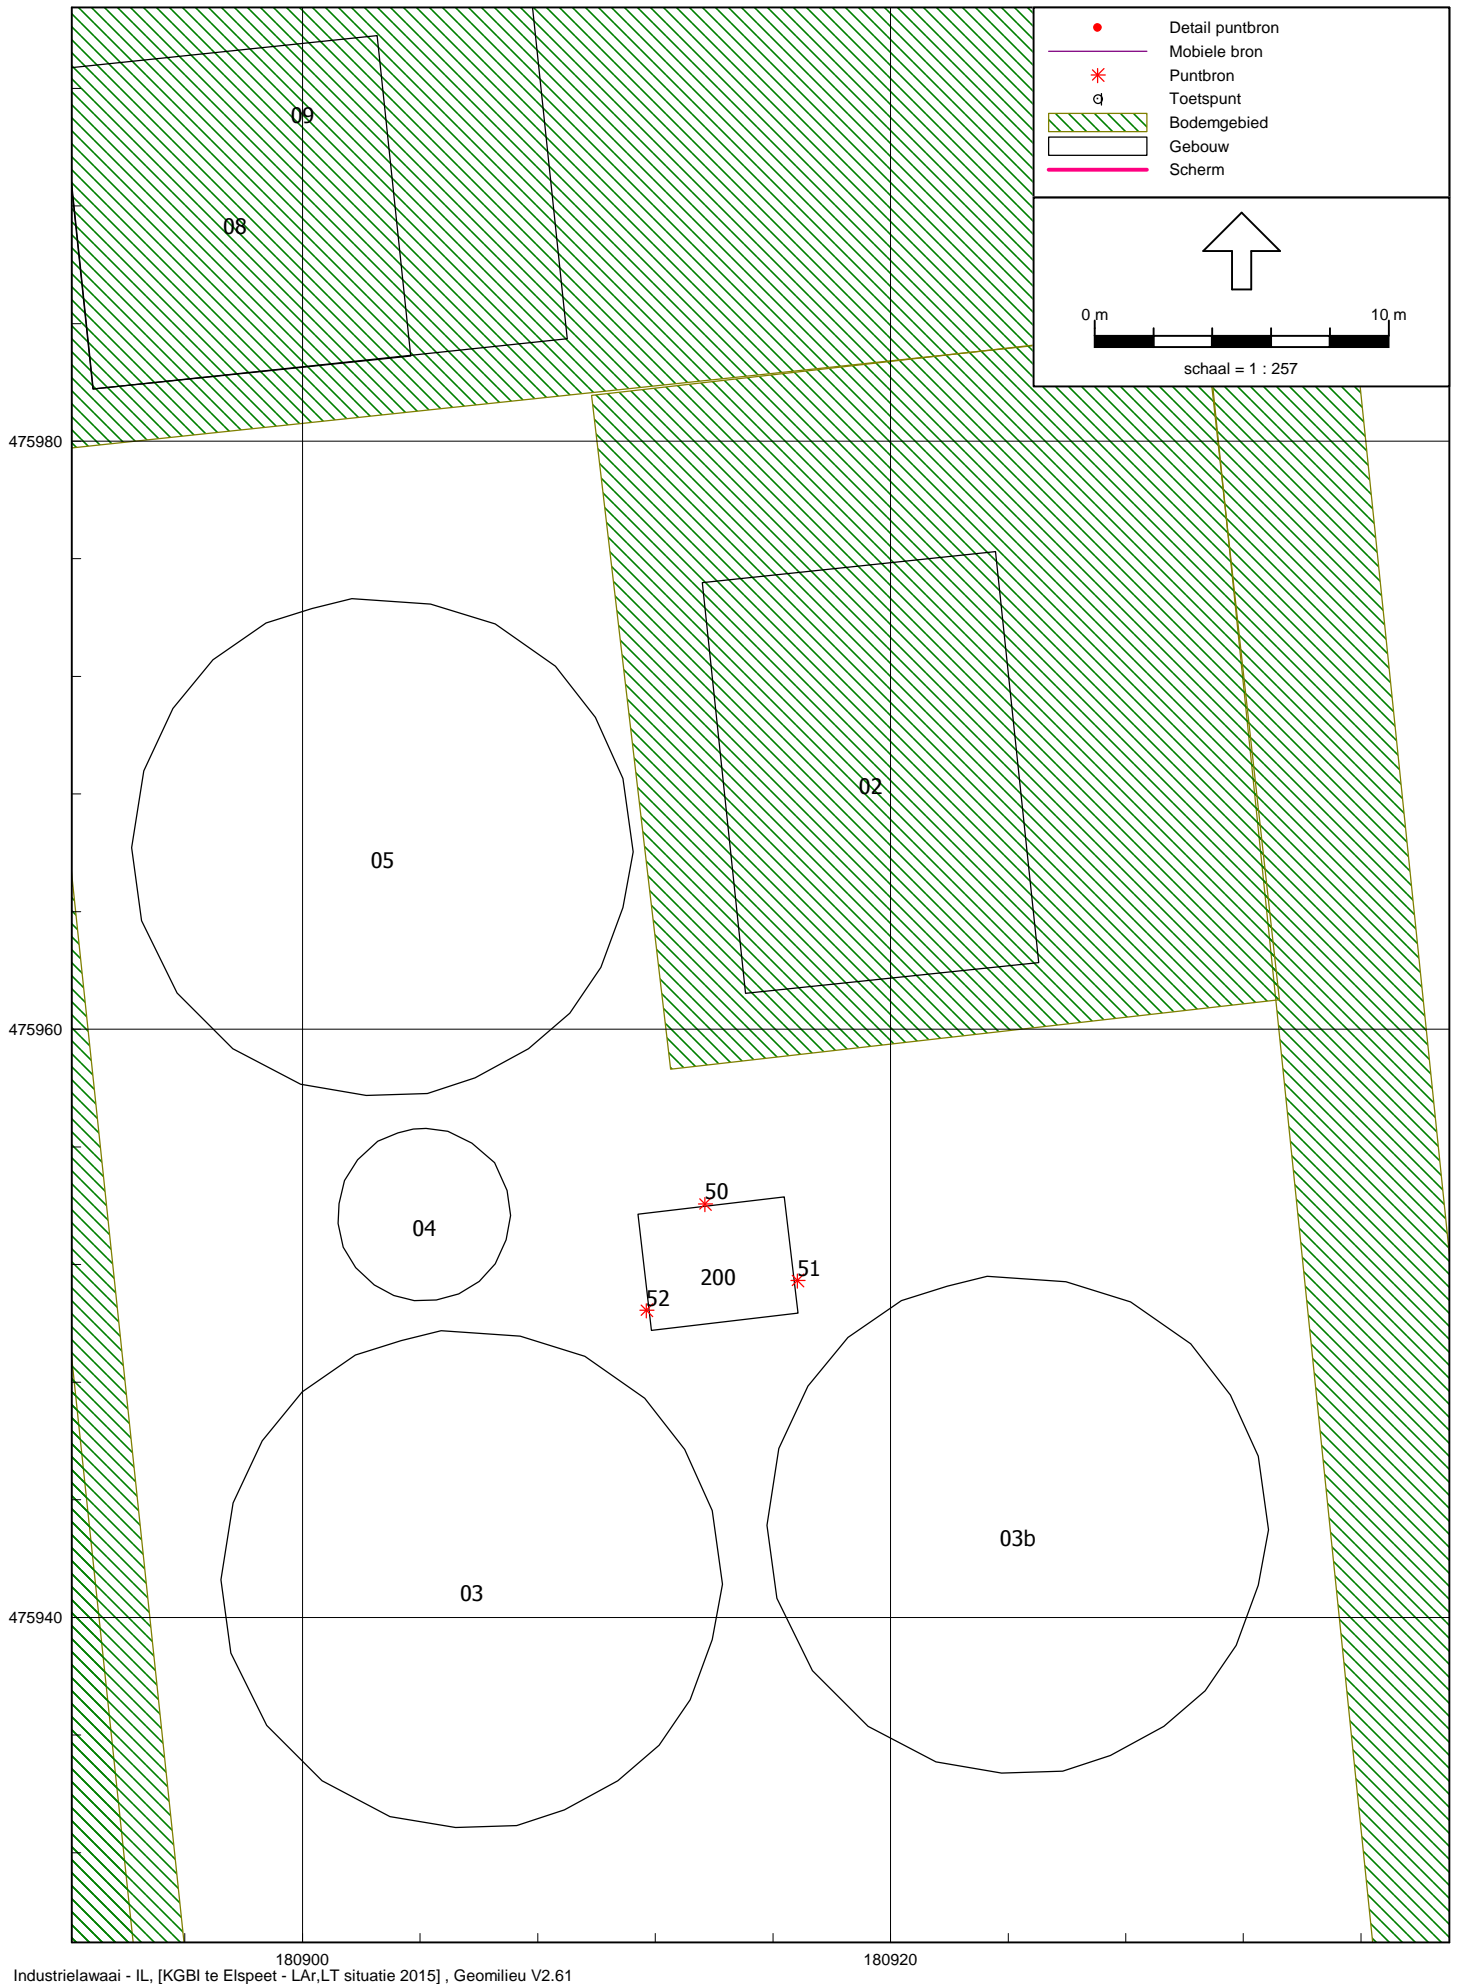 Detail puntbron
Mobiele bron
Puntbron
Toetspunt
Bodemgebied
Gebouw
Scherm
0 m 10 m
schaal = 1 : 257
09
08
475980
02
05
475960
50
04
51
200
52
03b
03
475940
180900 180920
Industrielawaai - IL, [KGBI te Elspeet - LAr,LT situatie 2015] , Geomilieu V2.61